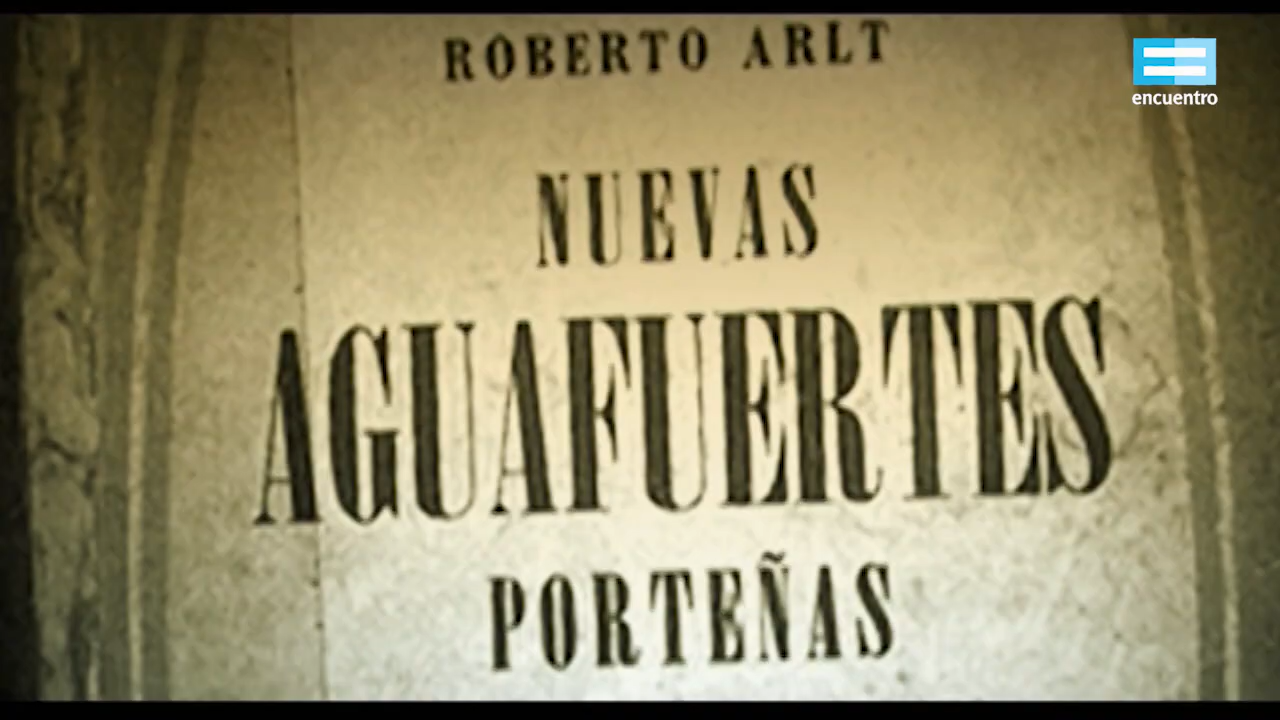 ROBERTO ARLT
encuentro
NUEVAS
AGUAFUERTES
PORTEÑAS